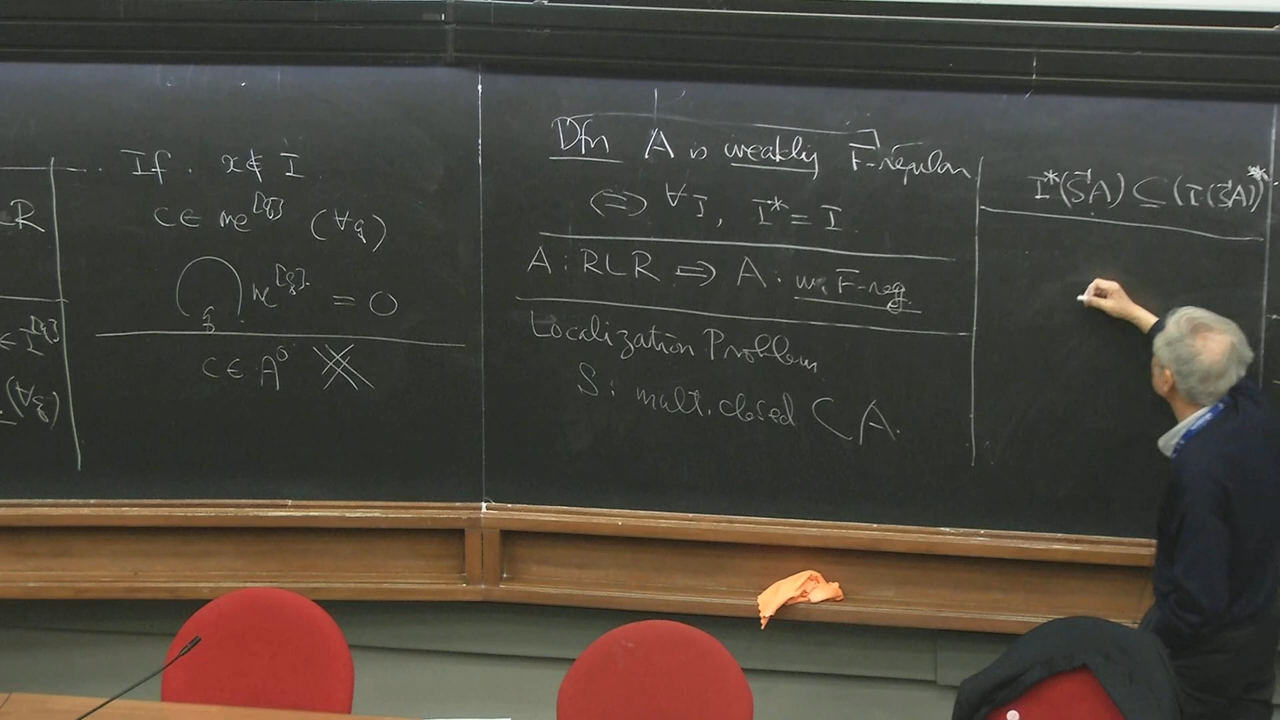 R
∈ I^[q]
(∀q)
If x ∉ I
c ∈ m^[q] (∀q)
⋂_q m^[q] = 0
c ∈ A°
Dfn A is weakly F-regular
⇔ ∀I, I* = I
A : RLR ⇒ A : w. F-reg.
Localization Problem
S : mult. closed ⊂ A.
I*(S⁻¹A) ⊆ (I(S⁻¹A))*